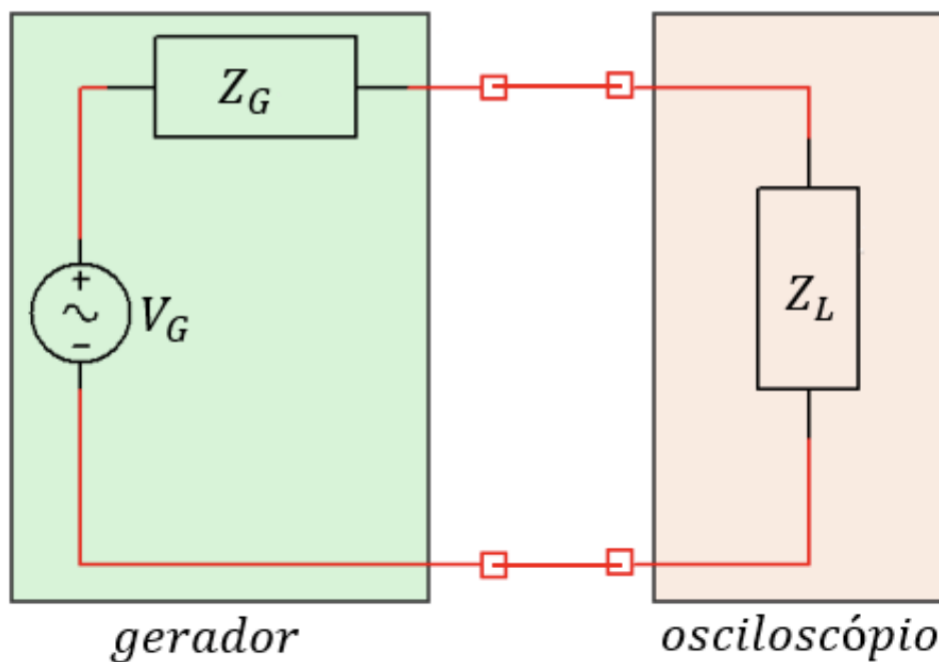 Z_G
+
~
−
V_G
Z_L
gerador
osciloscópio